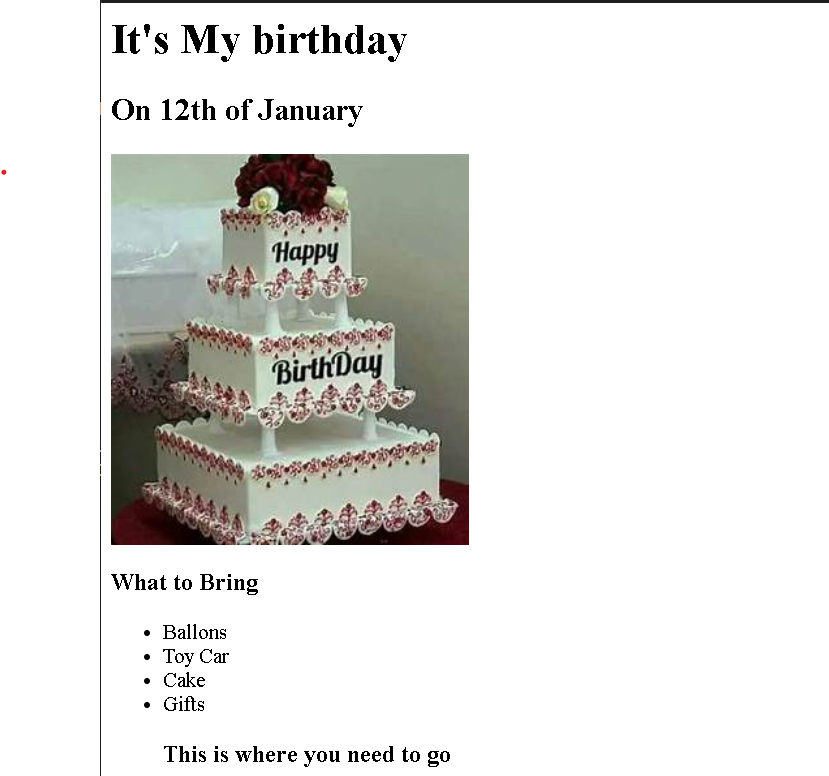 It's My birthday
On 12th of January
Happy
BirthDay
What to Bring
Ballons
Toy Car
Cake
Gifts
This is where you need to go